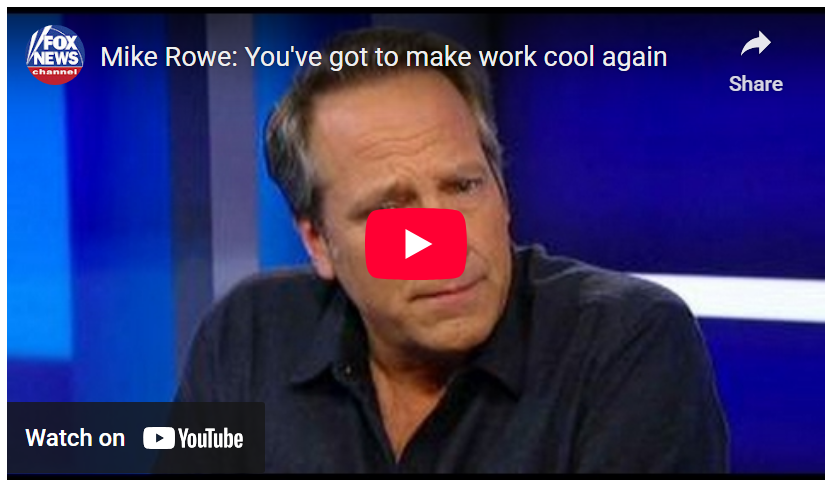 FOX
NEWS
channel
Mike Rowe: You've got to make work cool again
Share
Watch on YouTube